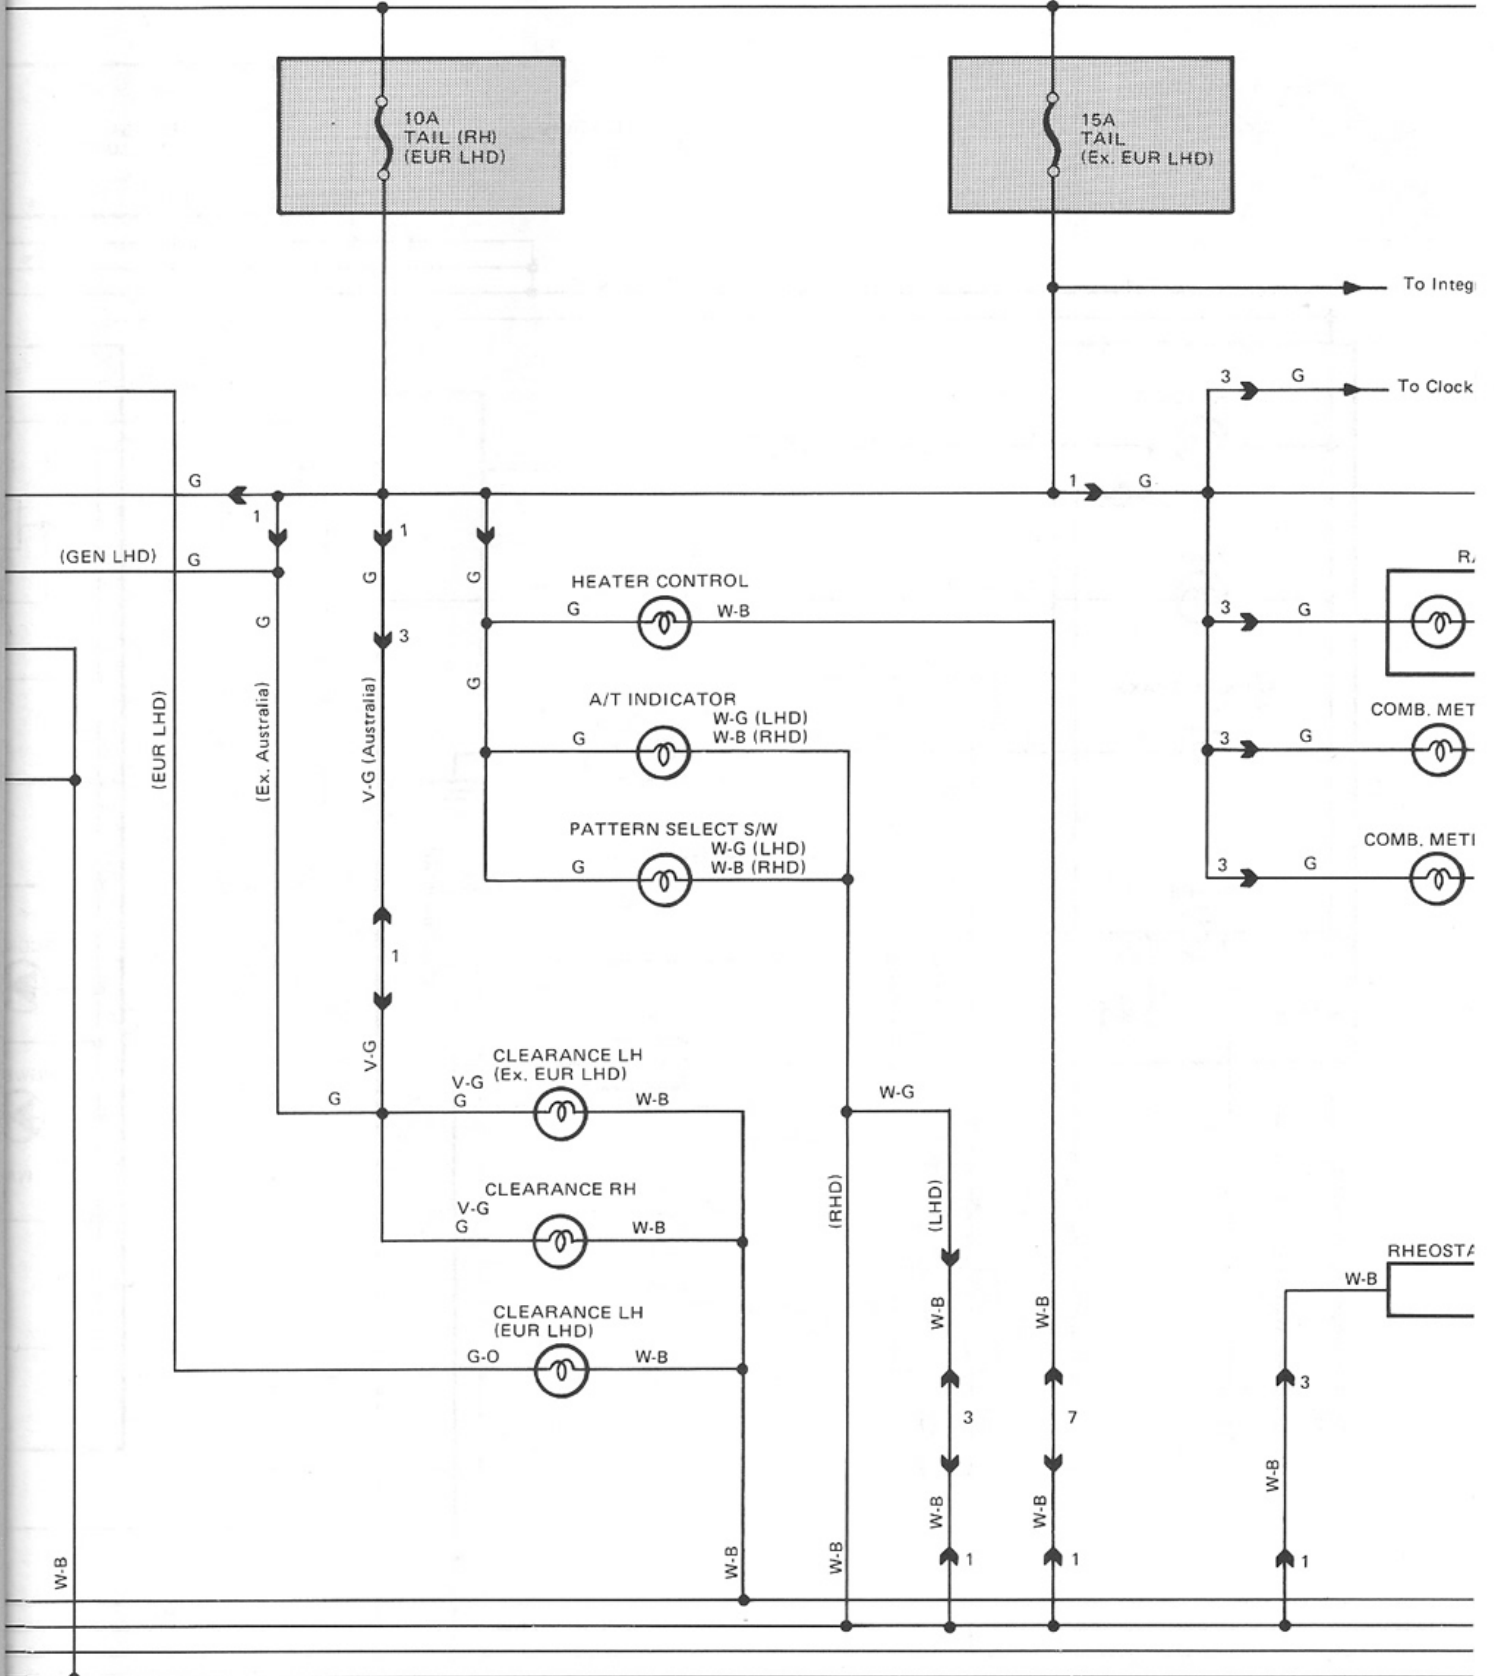 10A
TAIL (RH)
(EUR LHD)
15A
TAIL
(Ex. EUR LHD)
To Integ
3
G
To Clock
G
1
G
1
1
(GEN LHD)
G
G
G
G
HEATER CONTROL
G
W-B
3
3
G
R
G
(EUR LHD)
(Ex. Australia)
V-G (Australia)
G
A/T INDICATOR
G
W-G (LHD)
W-B (RHD)
3
G
COMB. MET
PATTERN SELECT S/W
G
W-G (LHD)
W-B (RHD)
3
G
COMB. MET
1
V-G
CLEARANCE LH
(Ex. EUR LHD)
G
V-G
G
W-B
W-G
CLEARANCE RH
V-G
G
W-B
(RHD)
(LHD)
RHEOSTA
W-B
CLEARANCE LH
(EUR LHD)
G-O
W-B
W-B
W-B
3
3
7
W-B
W-B
W-B
W-B
W-B
W-B
1
1
1